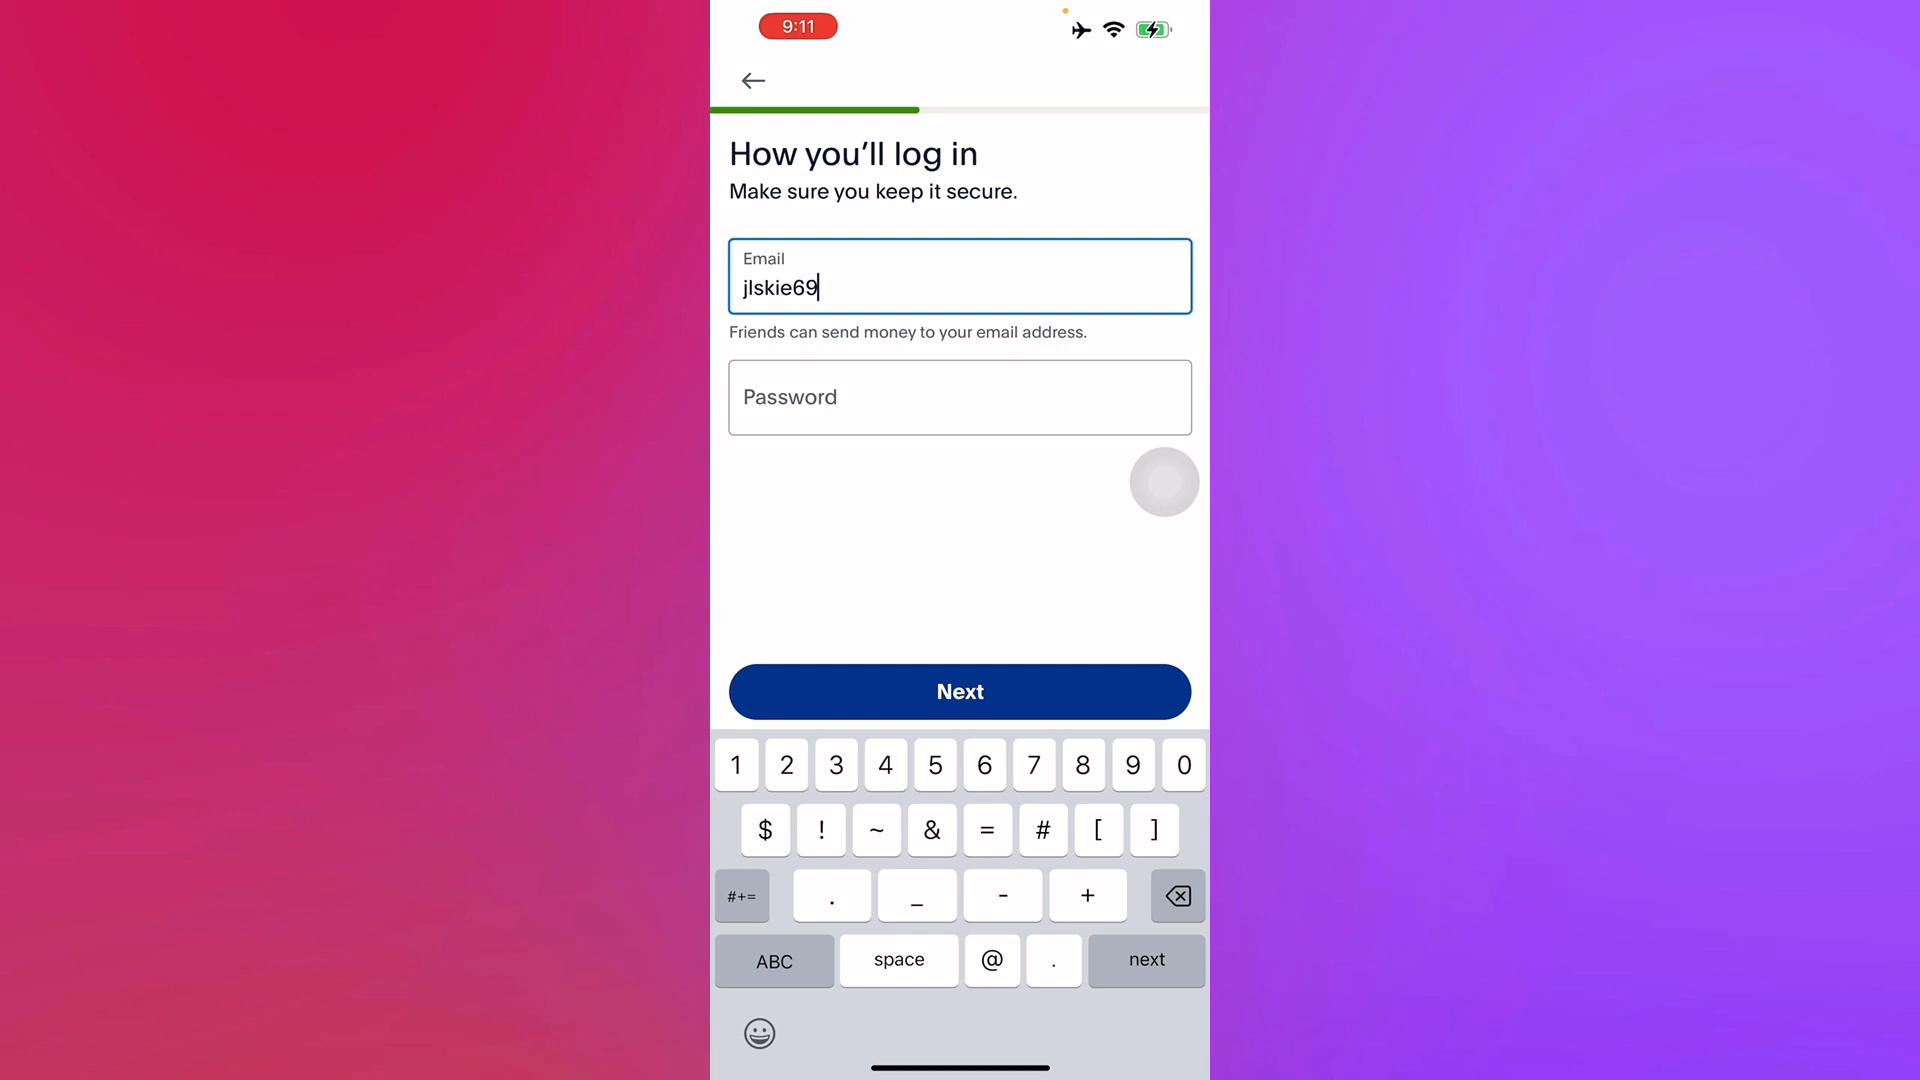 9:11
How you’ll log in
Make sure you keep it secure.
Email
jlskie69
Friends can send money to your email address.
Password
Next
1 2 3 4 5 6 7 8 9 0
$ ! ~ & = # [ ]
#+= . _ - +
ABC space @ . next